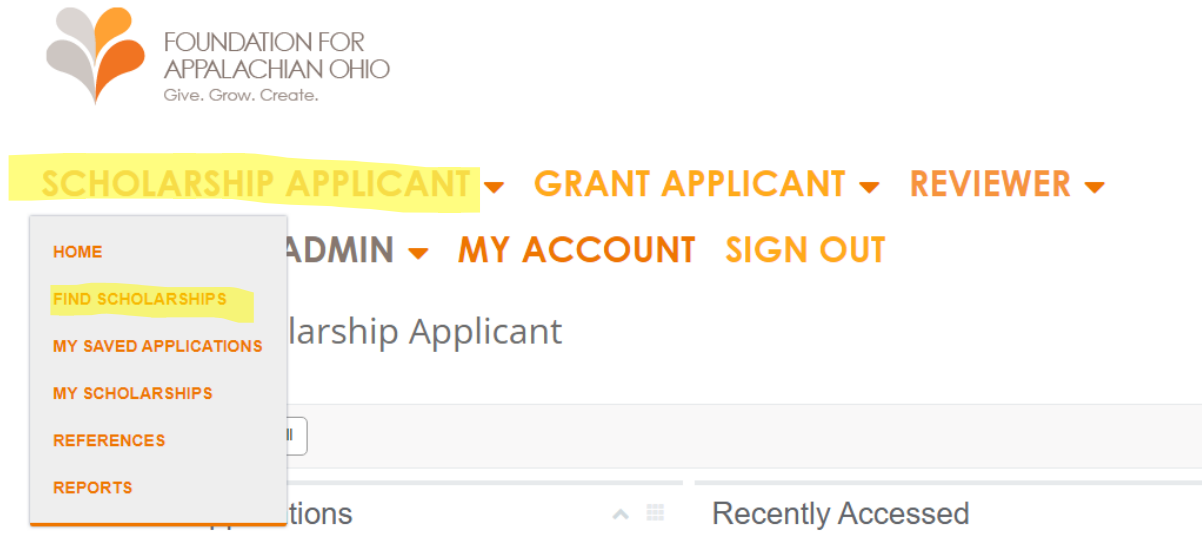 FOUNDATION FOR
APPALACHIAN OHIO
Give. Grow. Create.
SCHOLARSHIP APPLICANT GRANT APPLICANT REVIEWER
ADMIN MY ACCOUNT SIGN OUT
HOME
FIND SCHOLARSHIPS
larship Applicant
MY SAVED APPLICATIONS
MY SCHOLARSHIPS
REFERENCES
REPORTS
tions
Recently Accessed